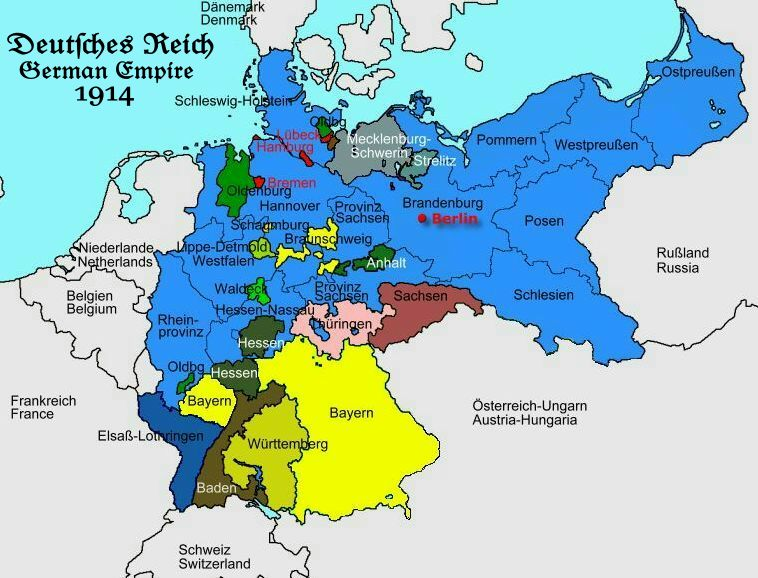 Dänemark
Denmark
Deutſches Reich
German Empire
1914
Schleswig-Holstein
Ostpreußen
Oldbg
Lübeck
Hamburg
Mecklenburg-
Schwerin
Strelitz
Pommern
Westpreußen
Bremen
Oldenburg
Hannover
Provinz
Sachsen
Brandenburg
Berlin
Posen
Schaumburg
Braunschweig
Lippe-Detmold
Westfalen
Anhalt
Niederlande
Netherlands
Rußland
Russia
Belgien
Belgium
Waldeck
Provinz
Sachsen
Sachsen
Schlesien
Hessen-Nassau
Rhein-
provinz
Thüringen
Hessen
Oldbg
Hessen
Frankreich
France
Bayern
Bayern
Österreich-Ungarn
Austria-Hungaria
Elsaß-Lothringen
Württemberg
Baden
Schweiz
Switzerland